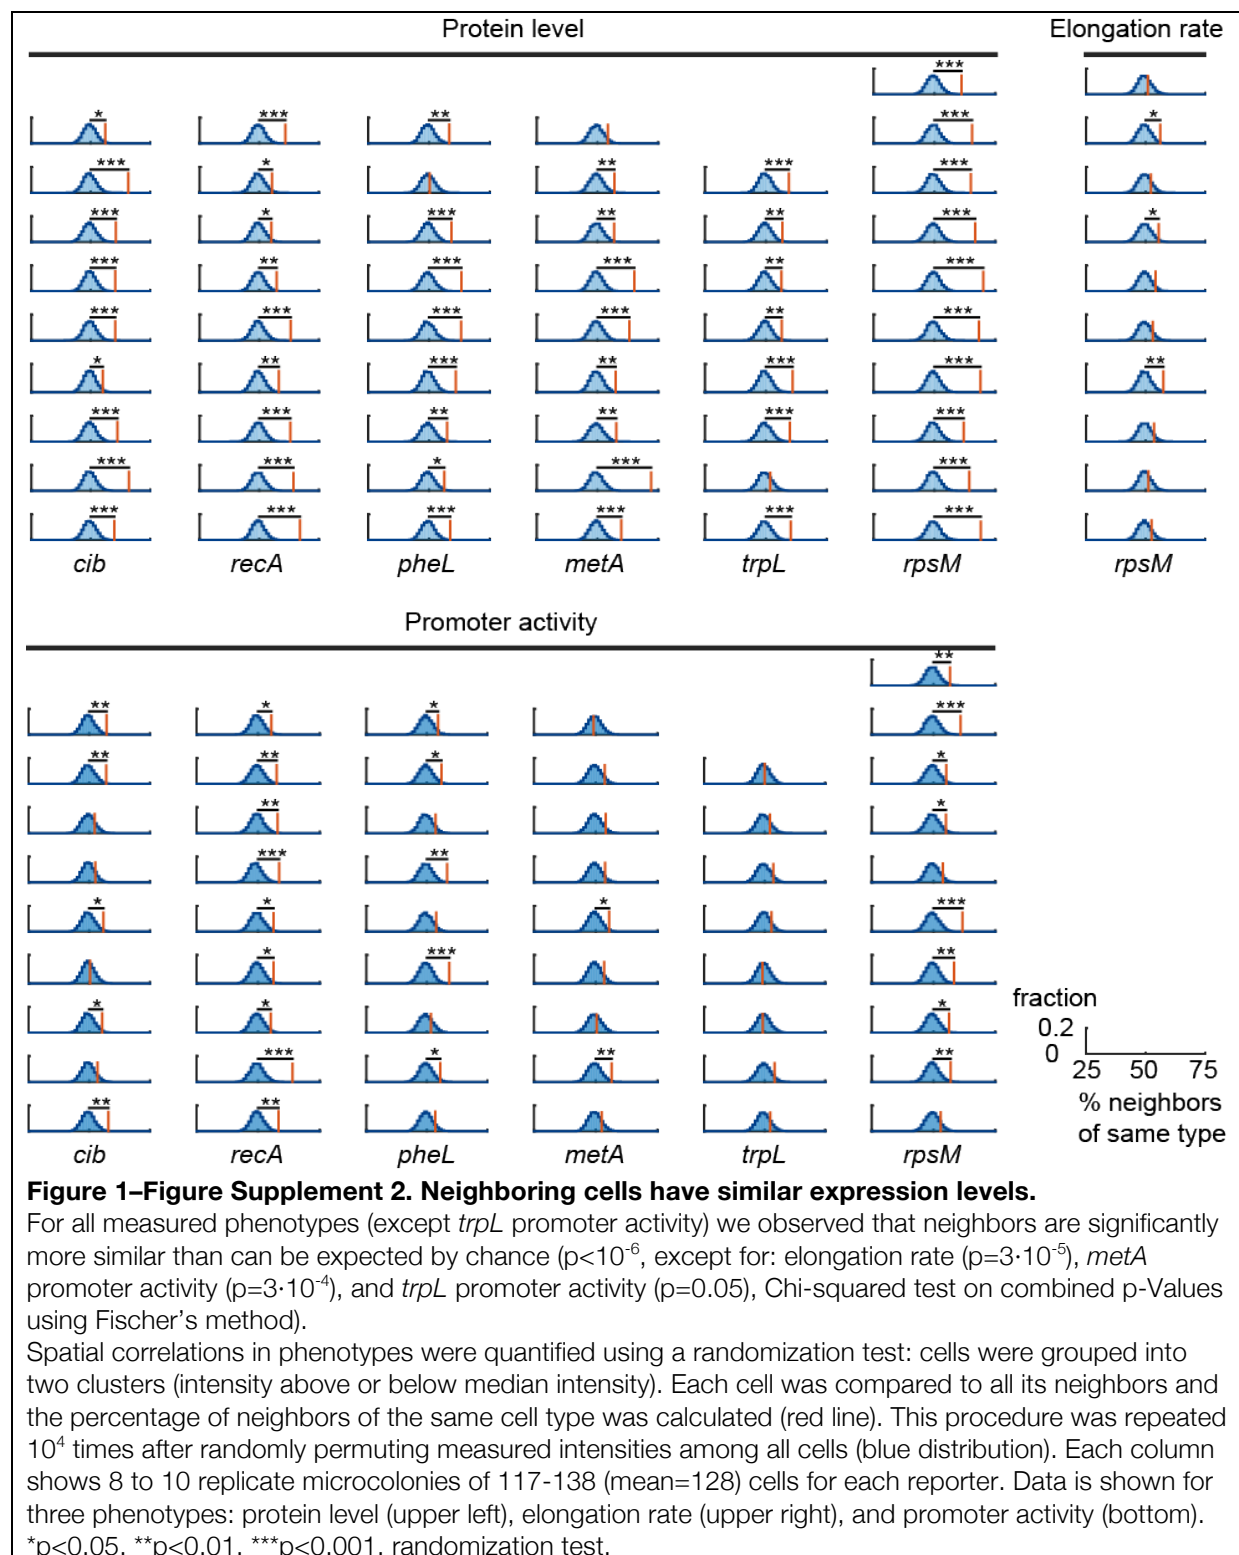 Protein level Elongation rate
*** 
* *** ** *** *
*** * ** *** ***
*** * *** ** ** *** *
*** ** *** *** ** ***
*** *** *** *** ** ***
* ** *** ** *** *** **
*** *** ** ** *** ***
*** *** * *** ***
*** *** *** *** *** ***
cib recA pheL metA trpL rpsM rpsM
Promoter activity
**
** * * ***
** ** * *
** *
*** **
* * * ***
* *** **
* * *
*** * ** **
** **
fraction
0.2
0
25 50 75
% neighbors
of same type
cib recA pheL metA trpL rpsM
Figure 1–Figure Supplement 2. Neighboring cells have similar expression levels.
For all measured phenotypes (except trpL promoter activity) we observed that neighbors are significantly
more similar than can be expected by chance (p<10⁻⁶, except for: elongation rate (p=3·10⁻⁵), metA
promoter activity (p=3·10⁻⁴), and trpL promoter activity (p=0.05), Chi-squared test on combined p-Values
using Fischer’s method).
Spatial correlations in phenotypes were quantified using a randomization test: cells were grouped into
two clusters (intensity above or below median intensity). Each cell was compared to all its neighbors and
the percentage of neighbors of the same cell type was calculated (red line). This procedure was repeated
10⁴ times after randomly permuting measured intensities among all cells (blue distribution). Each column
shows 8 to 10 replicate microcolonies of 117-138 (mean=128) cells for each reporter. Data is shown for
three phenotypes: protein level (upper left), elongation rate (upper right), and promoter activity (bottom).
*p<0.05, **p<0.01, ***p<0.001, randomization test.